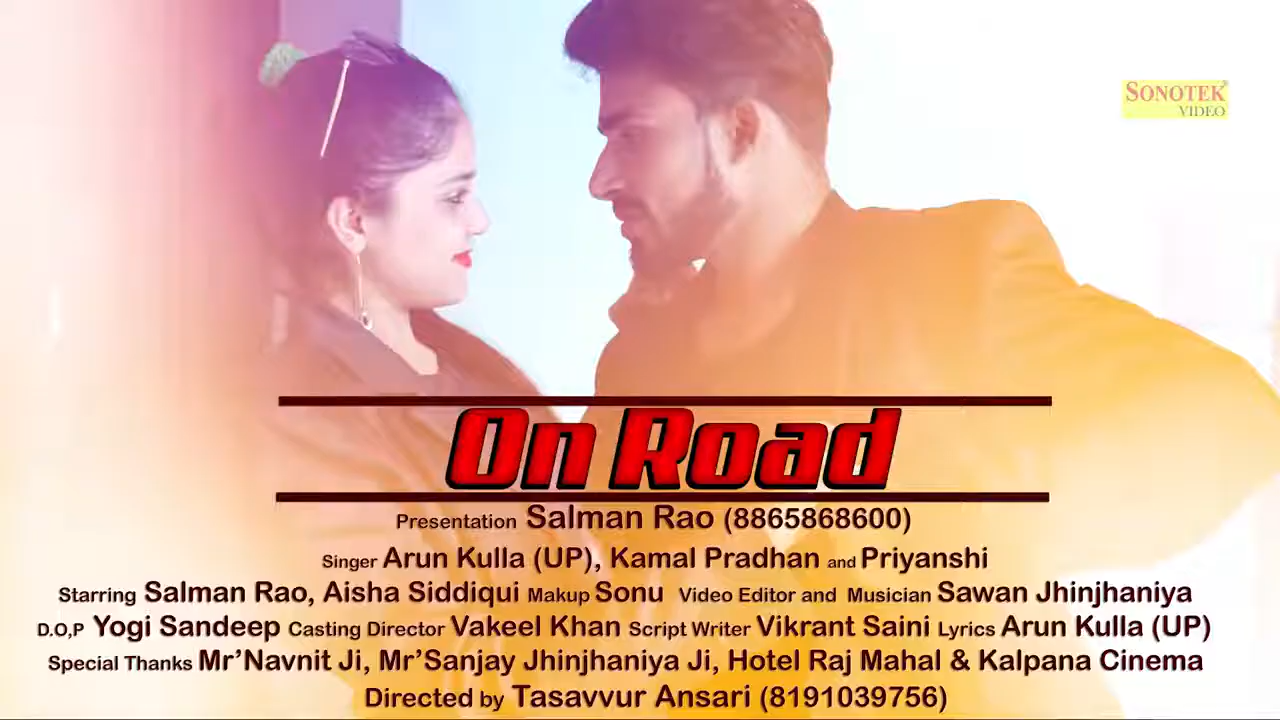 SONOTEK
VIDEO
On Road
Presentation Salman Rao (8865868600)
Singer Arun Kulla (UP), Kamal Pradhan and Priyanshi
Starring Salman Rao, Aisha Siddiqui Makup Sonu Video Editor and Musician Sawan Jhinjhaniya
D.O,P Yogi Sandeep Casting Director Vakeel Khan Script Writer Vikrant Saini Lyrics Arun Kulla (UP)
Special Thanks Mr’Navnit Ji, Mr’Sanjay Jhinjhaniya Ji, Hotel Raj Mahal & Kalpana Cinema
Directed by Tasavvur Ansari (8191039756)